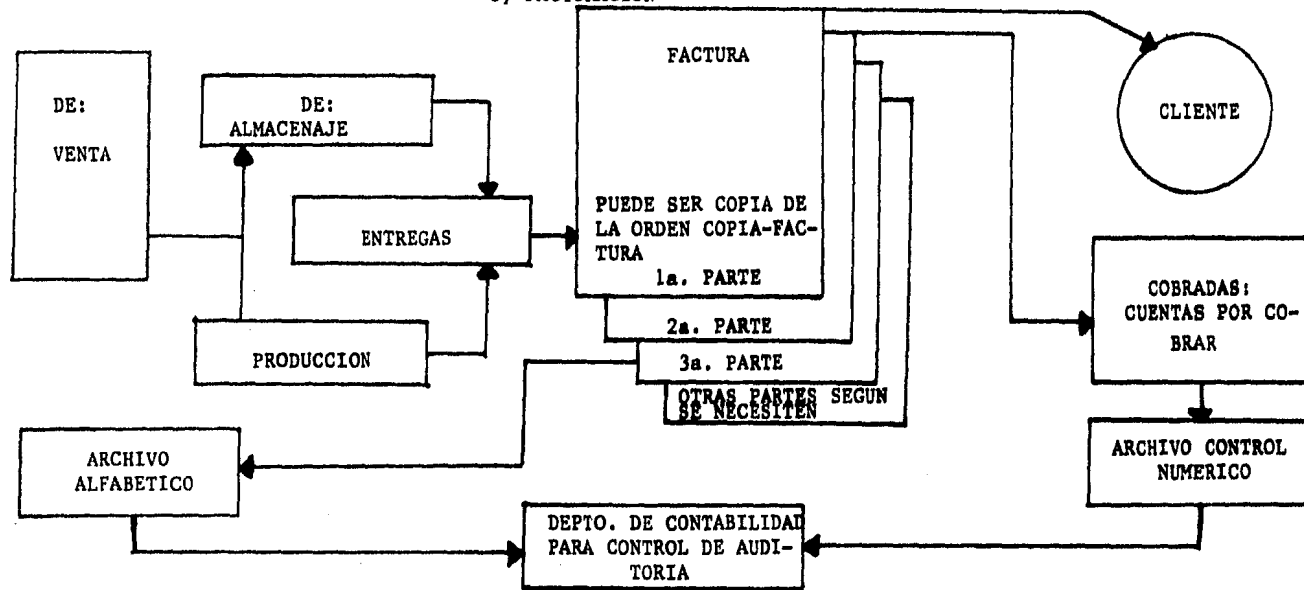 FACTURA
DE:
VENTA
DE:
ALMACENAJE
CLIENTE
PUEDE SER COPIA DE
LA ORDEN COPIA-FAC-
TURA
1a. PARTE
ENTREGAS
2a. PARTE
3a. PARTE
OTRAS PARTES SEGUN
SE NECESITEN
PRODUCCION
COBRADAS:
CUENTAS POR CO-
BRAR
ARCHIVO
ALFABETICO
ARCHIVO CONTROL
NUMERICO
DEPTO. DE CONTABILIDAD
PARA CONTROL DE AUDI-
TORIA